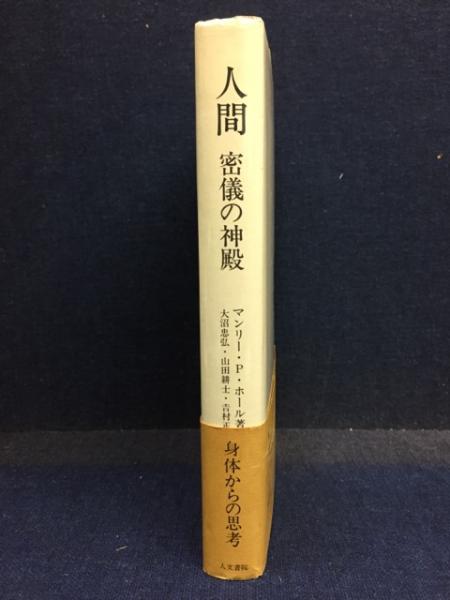 人間 密儀の神殿
マンリー・P・ホール著
大沼忠弘・山田耕士・吉村正
身体からの思考
人文書院